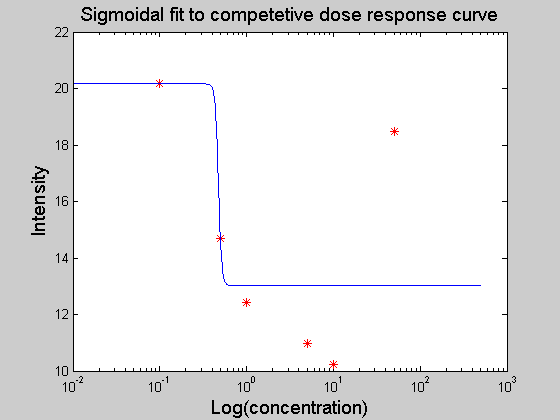 Sigmoidal fit to competetive dose response curve
22
20
18
16
14
12
10
Intensity
10^-2 10^-1 10^0 10^1 10^2 10^3
Log(concentration)